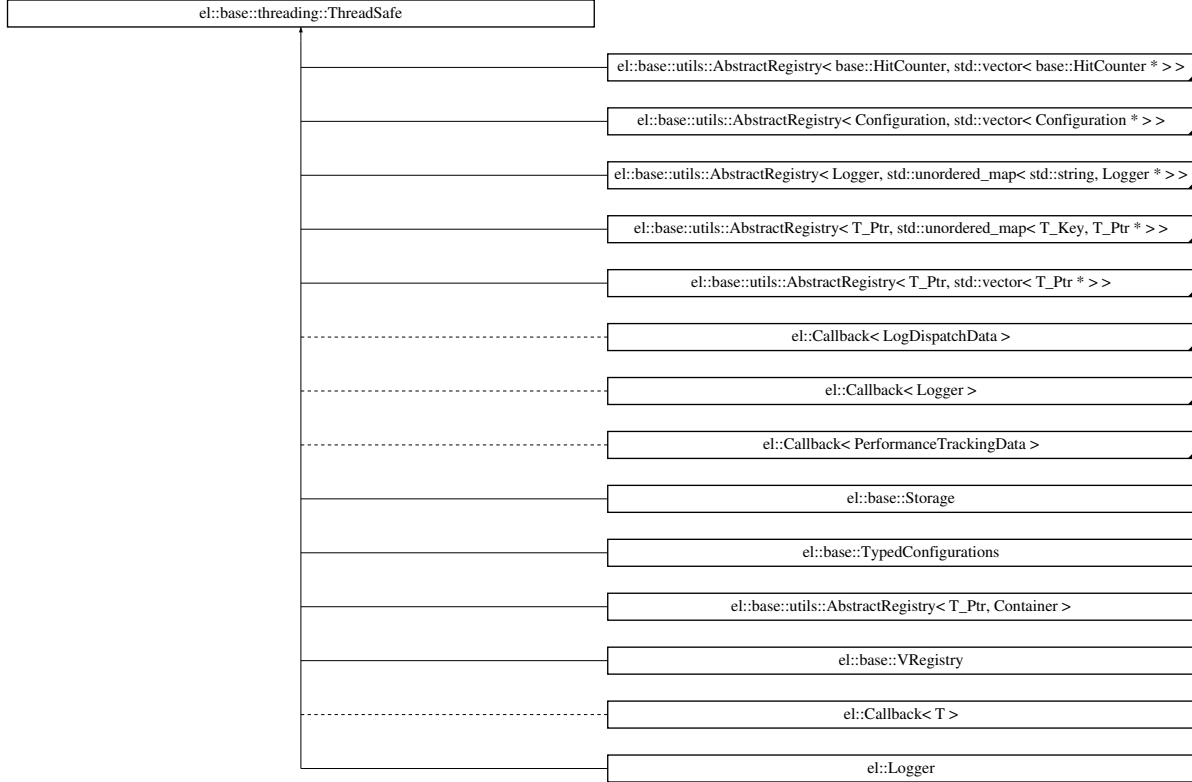 el::base::threading::ThreadSafe
el::base::utils::AbstractRegistry< base::HitCounter, std::vector< base::HitCounter * > >
el::base::utils::AbstractRegistry< Configuration, std::vector< Configuration * > >
el::base::utils::AbstractRegistry< Logger, std::unordered_map< std::string, Logger * > >
el::base::utils::AbstractRegistry< T_Ptr, std::unordered_map< T_Key, T_Ptr * > >
el::base::utils::AbstractRegistry< T_Ptr, std::vector< T_Ptr * > >
el::Callback< LogDispatchData >
el::Callback< Logger >
el::Callback< PerformanceTrackingData >
el::base::Storage
el::base::TypedConfigurations
el::base::utils::AbstractRegistry< T_Ptr, Container >
el::base::VRegistry
el::Callback< T >
el::Logger